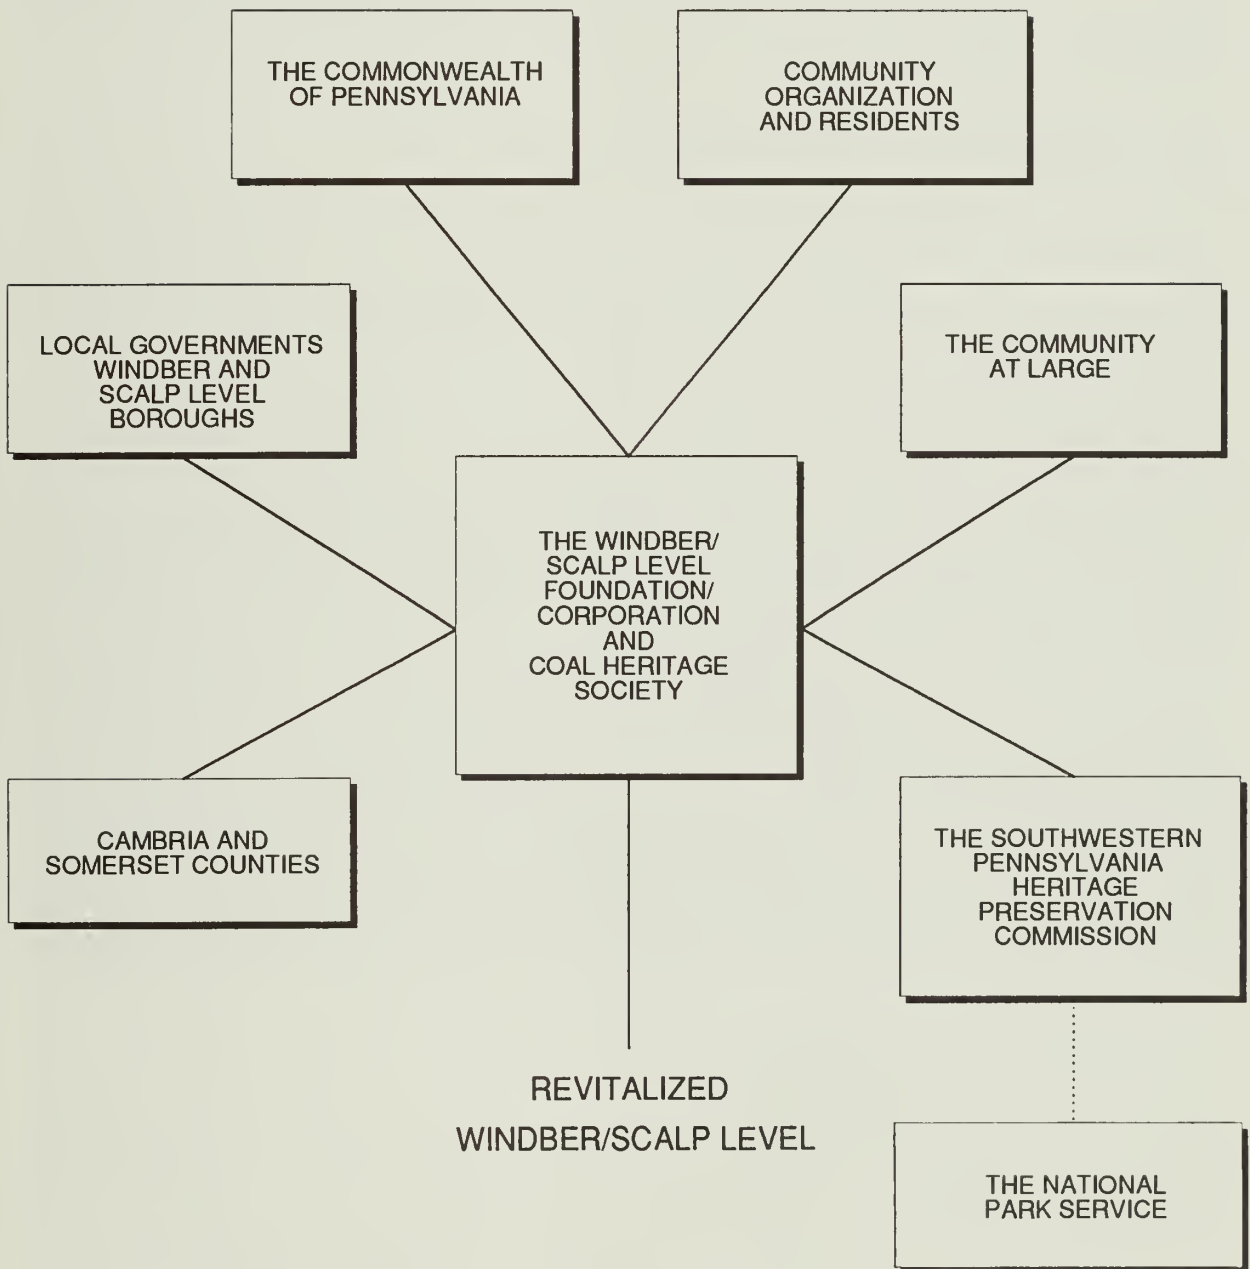 THE COMMONWEALTH
OF PENNSYLVANIA
COMMUNITY
ORGANIZATION
AND RESIDENTS
LOCAL GOVERNMENTS
WINDBER AND
SCALP LEVEL
BOROUGHS
THE COMMUNITY
AT LARGE
THE WINDBER/
SCALP LEVEL
FOUNDATION/
CORPORATION
AND
COAL HERITAGE
SOCIETY
CAMBRIA AND
SOMERSET COUNTIES
THE SOUTHWESTERN
PENNSYLVANIA
HERITAGE
PRESERVATION
COMMISSION
REVITALIZED
WINDBER/SCALP LEVEL
THE NATIONAL
PARK SERVICE